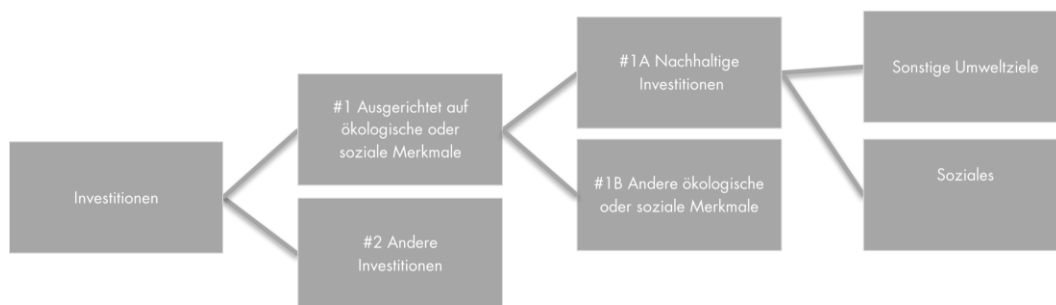 Investitionen
#1 Ausgerichtet auf
ökologische oder
soziale Merkmale
#2 Andere
Investitionen
#1A Nachhaltige
Investitionen
#1B Andere ökologische
oder soziale Merkmale
Sonstige Umweltziele
Soziales